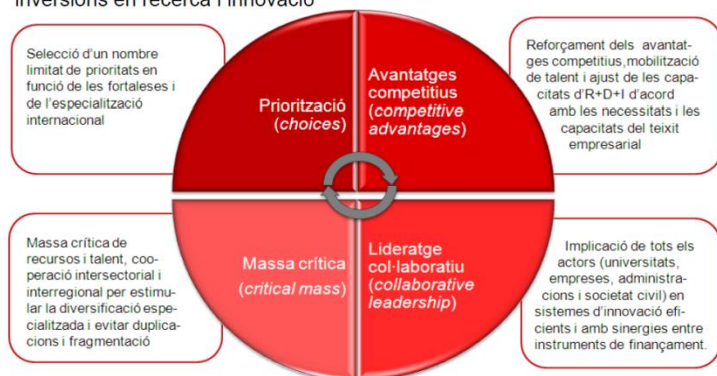 inversions en recerca i innovació
Selecció d'un nombre
limitat de prioritats en
funció de les fortaleses i
de l'especialització
internacional
Priorització
(choices)
Avantatges
competitius
(competitive
advantages)
Reforçament dels avantat-
ges competitius,mobilització
de talent i ajust de les capa-
citats d'R+D+I d'acord
amb les necessitats i les
capacitats del teixit
empresarial
Massa crítica de
recursos i talent, coo-
peració intersectorial i
interregional per estimu-
lar la diversificació espe-
cialitzada i evitar duplica-
cions i fragmentació
Massa crítica
(critical mass)
Lideratge
col·laboratiu
(collaborative
leadership)
Implicació de tots els
actors (universitats,
empreses, administra-
cions i societat civil) en
sistemes d'innovació efi-
cients i amb sinergies entre
instruments de finançament.